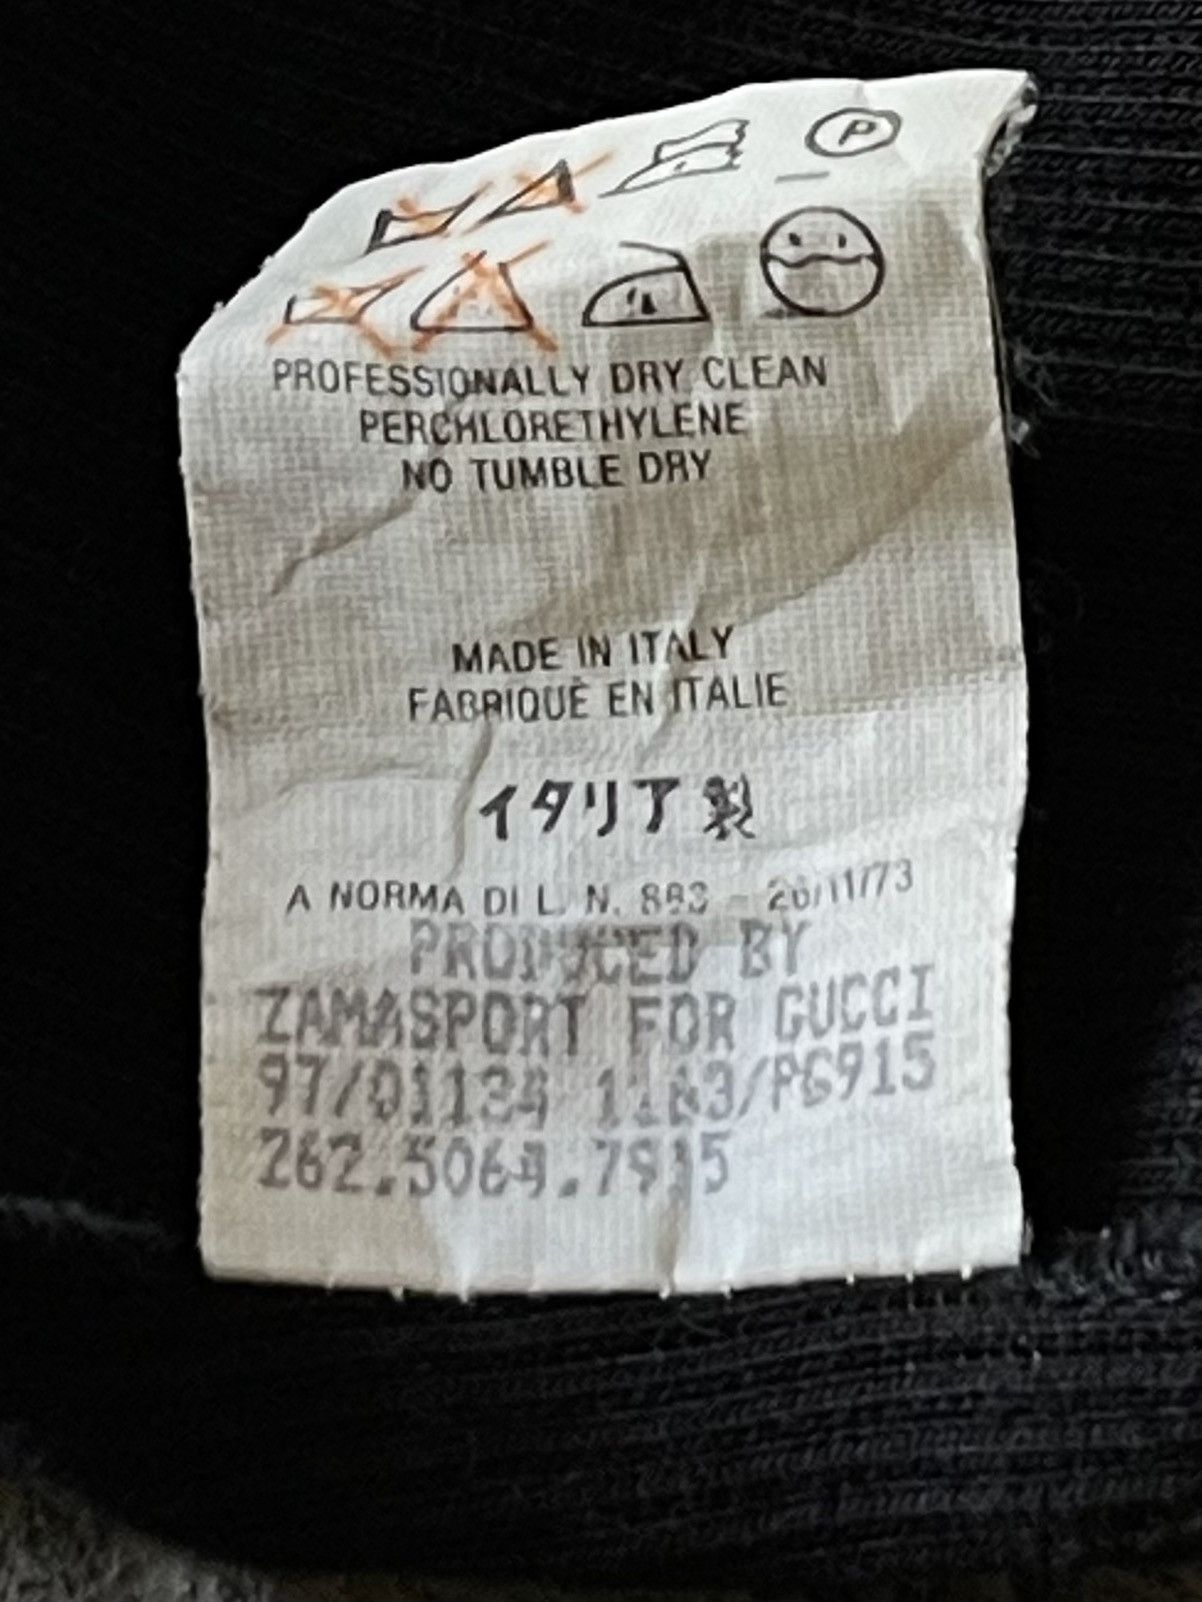 P
PROFESSIONALLY DRY CLEAN
PERCHLORETHYLENE
NO TUMBLE DRY
MADE IN ITALY
FABRIQUÉ EN ITALIE
イタリア製
A NORMA DI L. N. 883 - 26/11/73
PRODUCED BY
ZAMASPORT FOR GUCCI